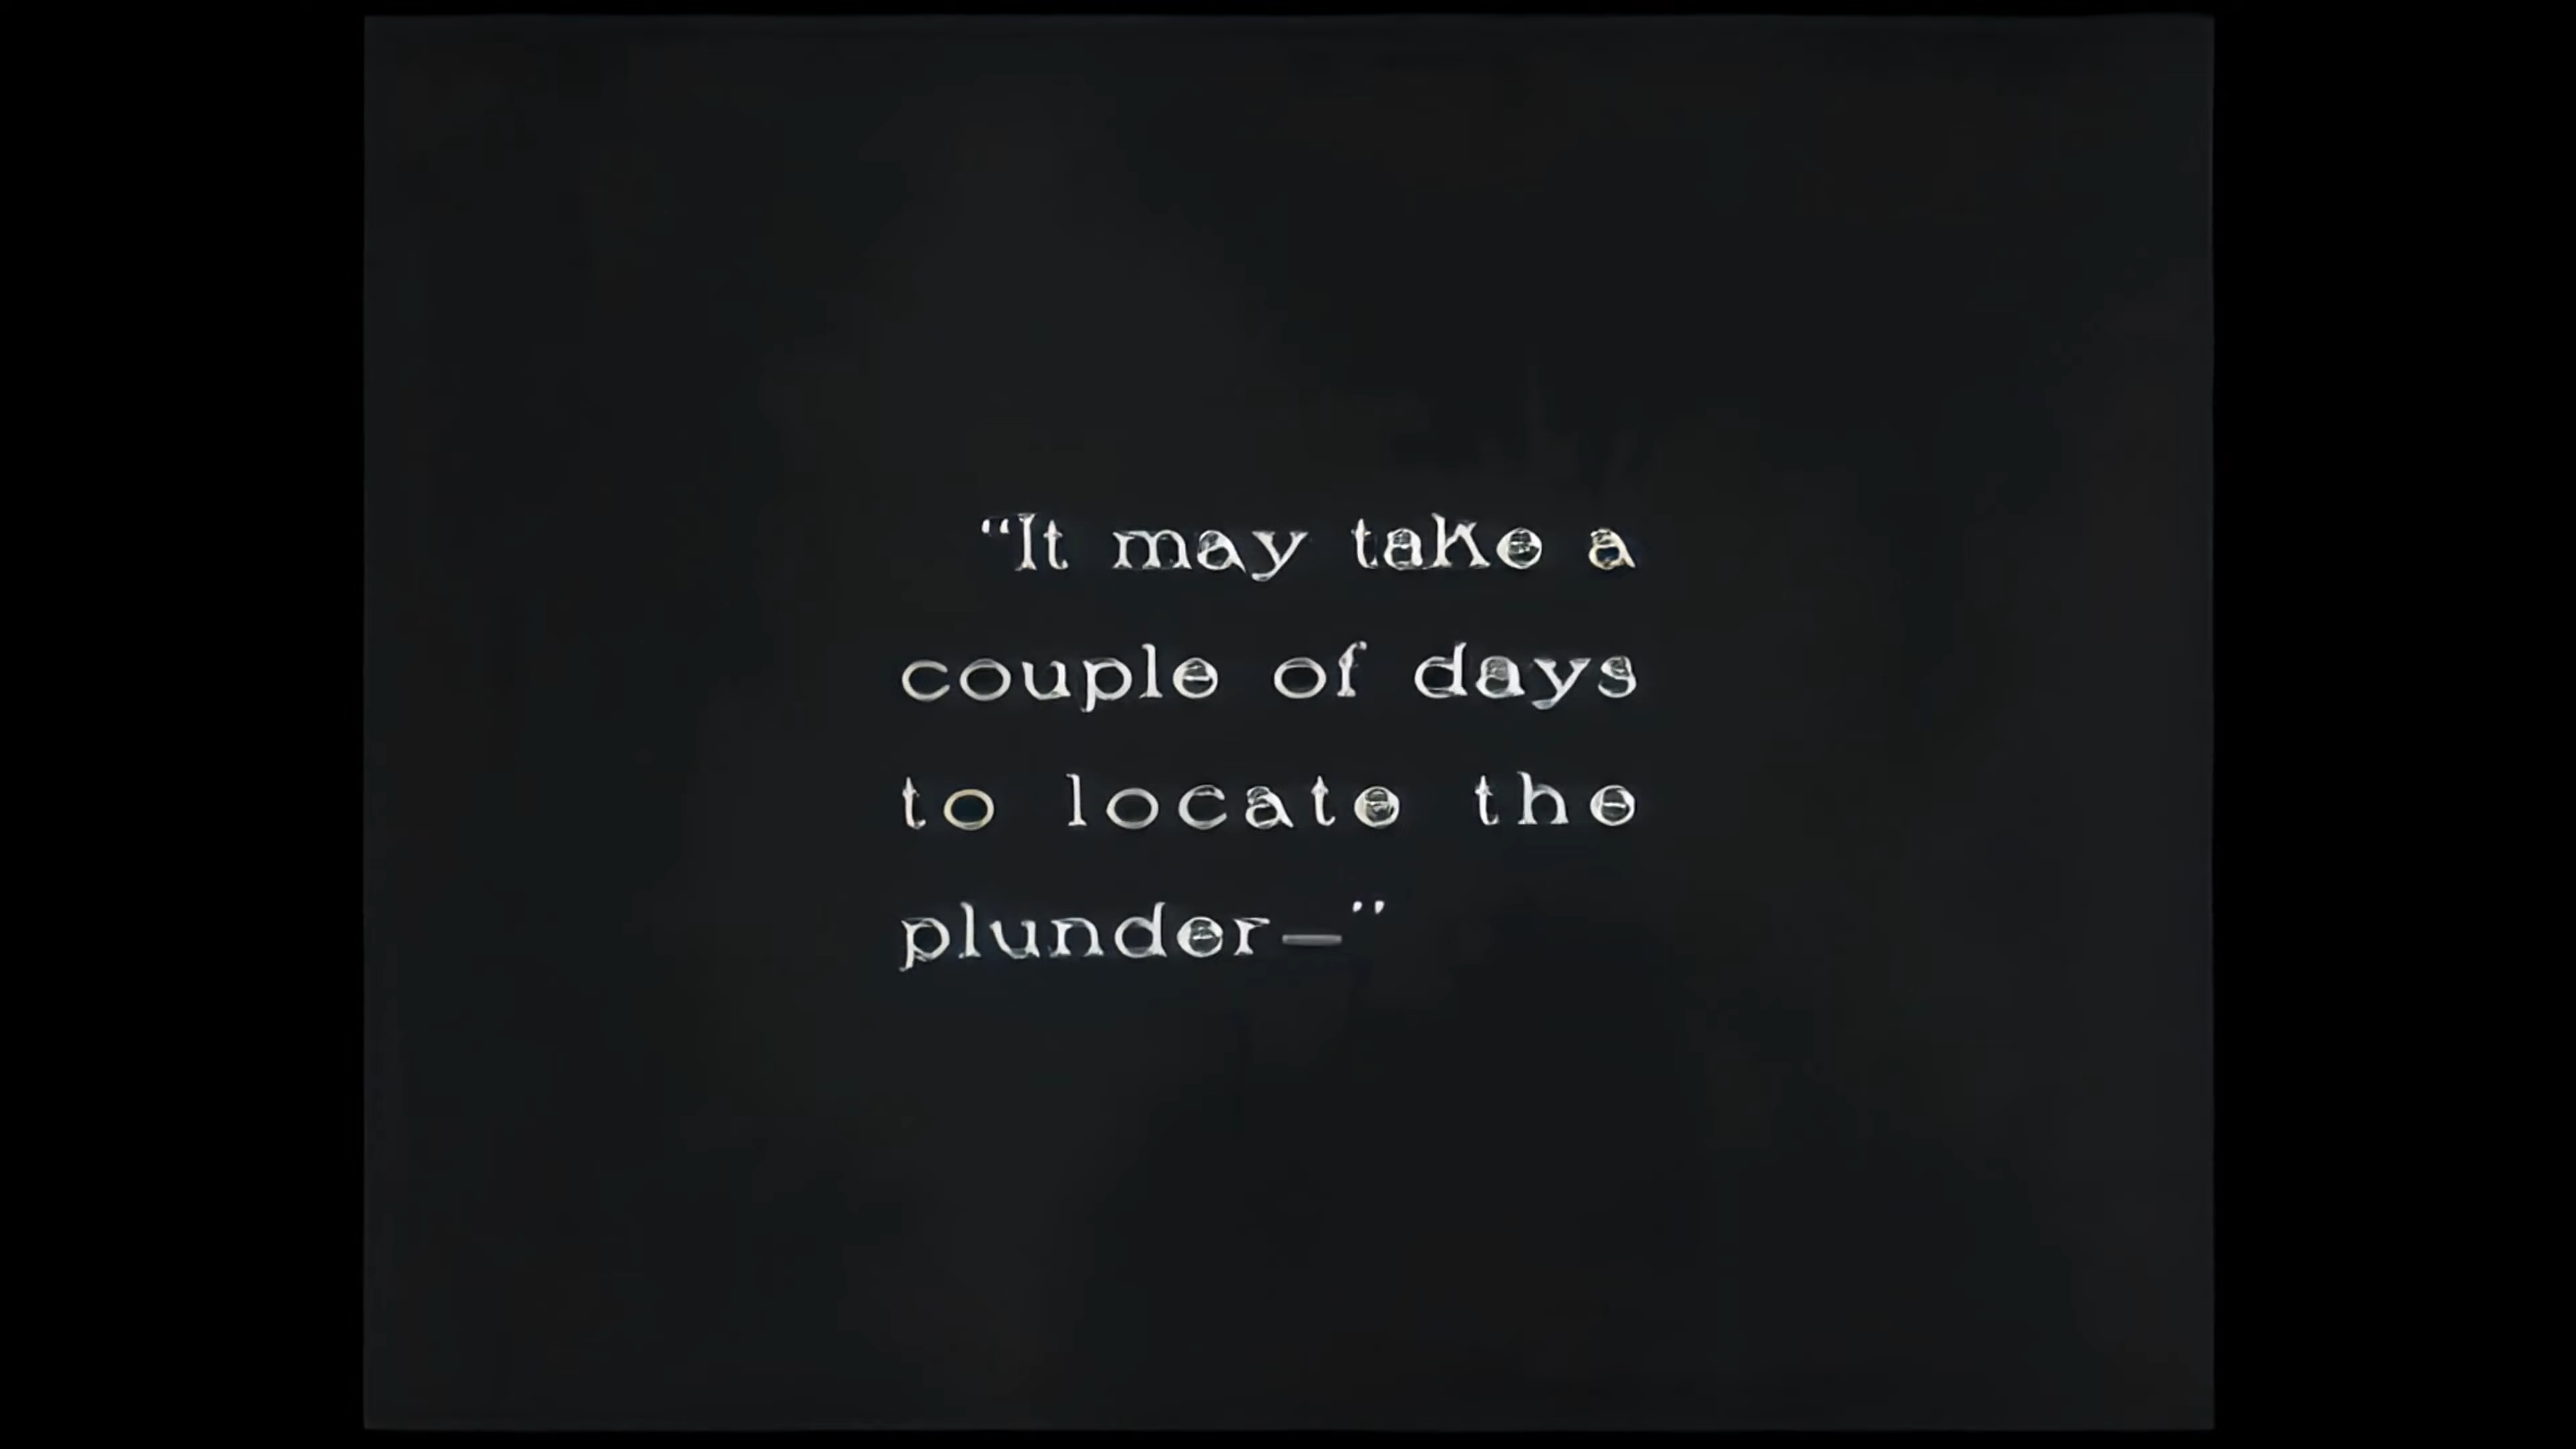 “It may take a
couple of days
to locate the
plunder—”